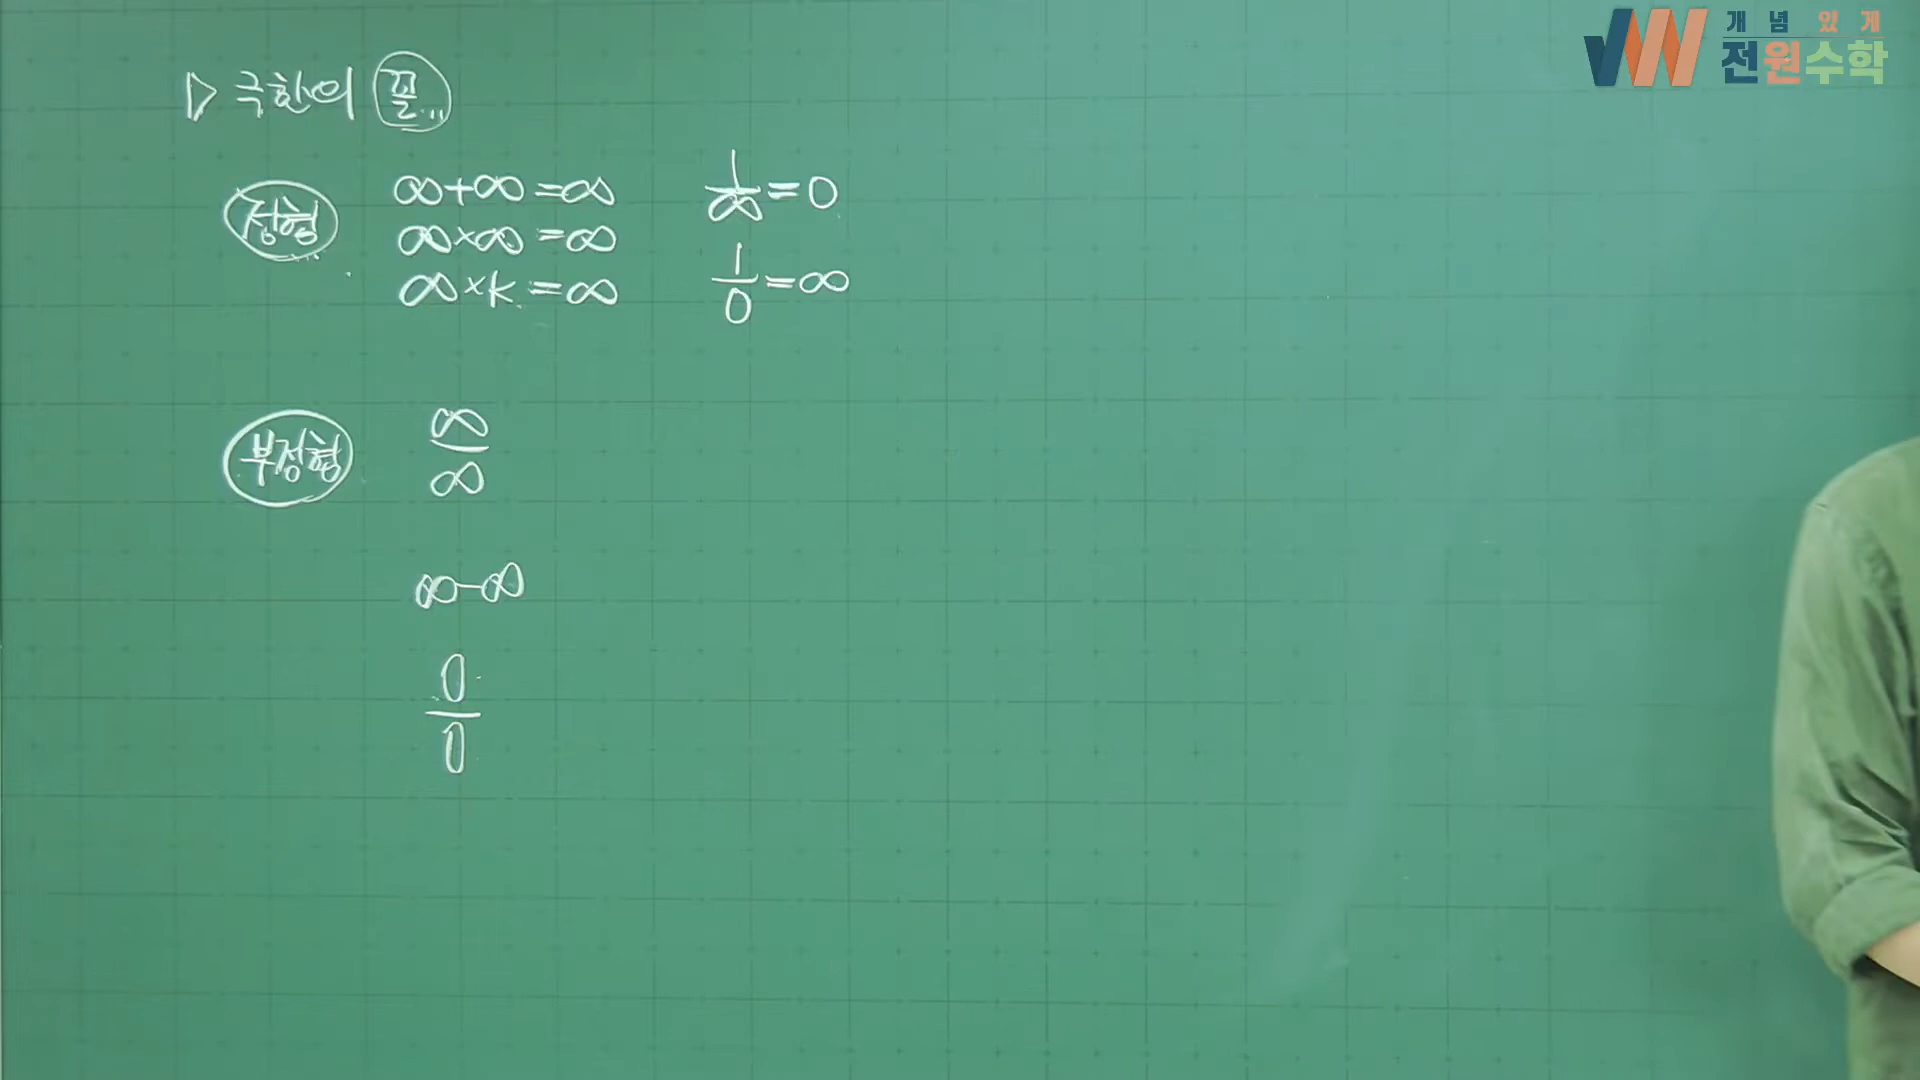 ▷ 극한의 꼴
정형
∞+∞=∞
∞×∞=∞
∞×k=∞
1/∞=0
1/0=∞
부정형
∞/∞
∞-∞
0/0
개념있게
전원수학